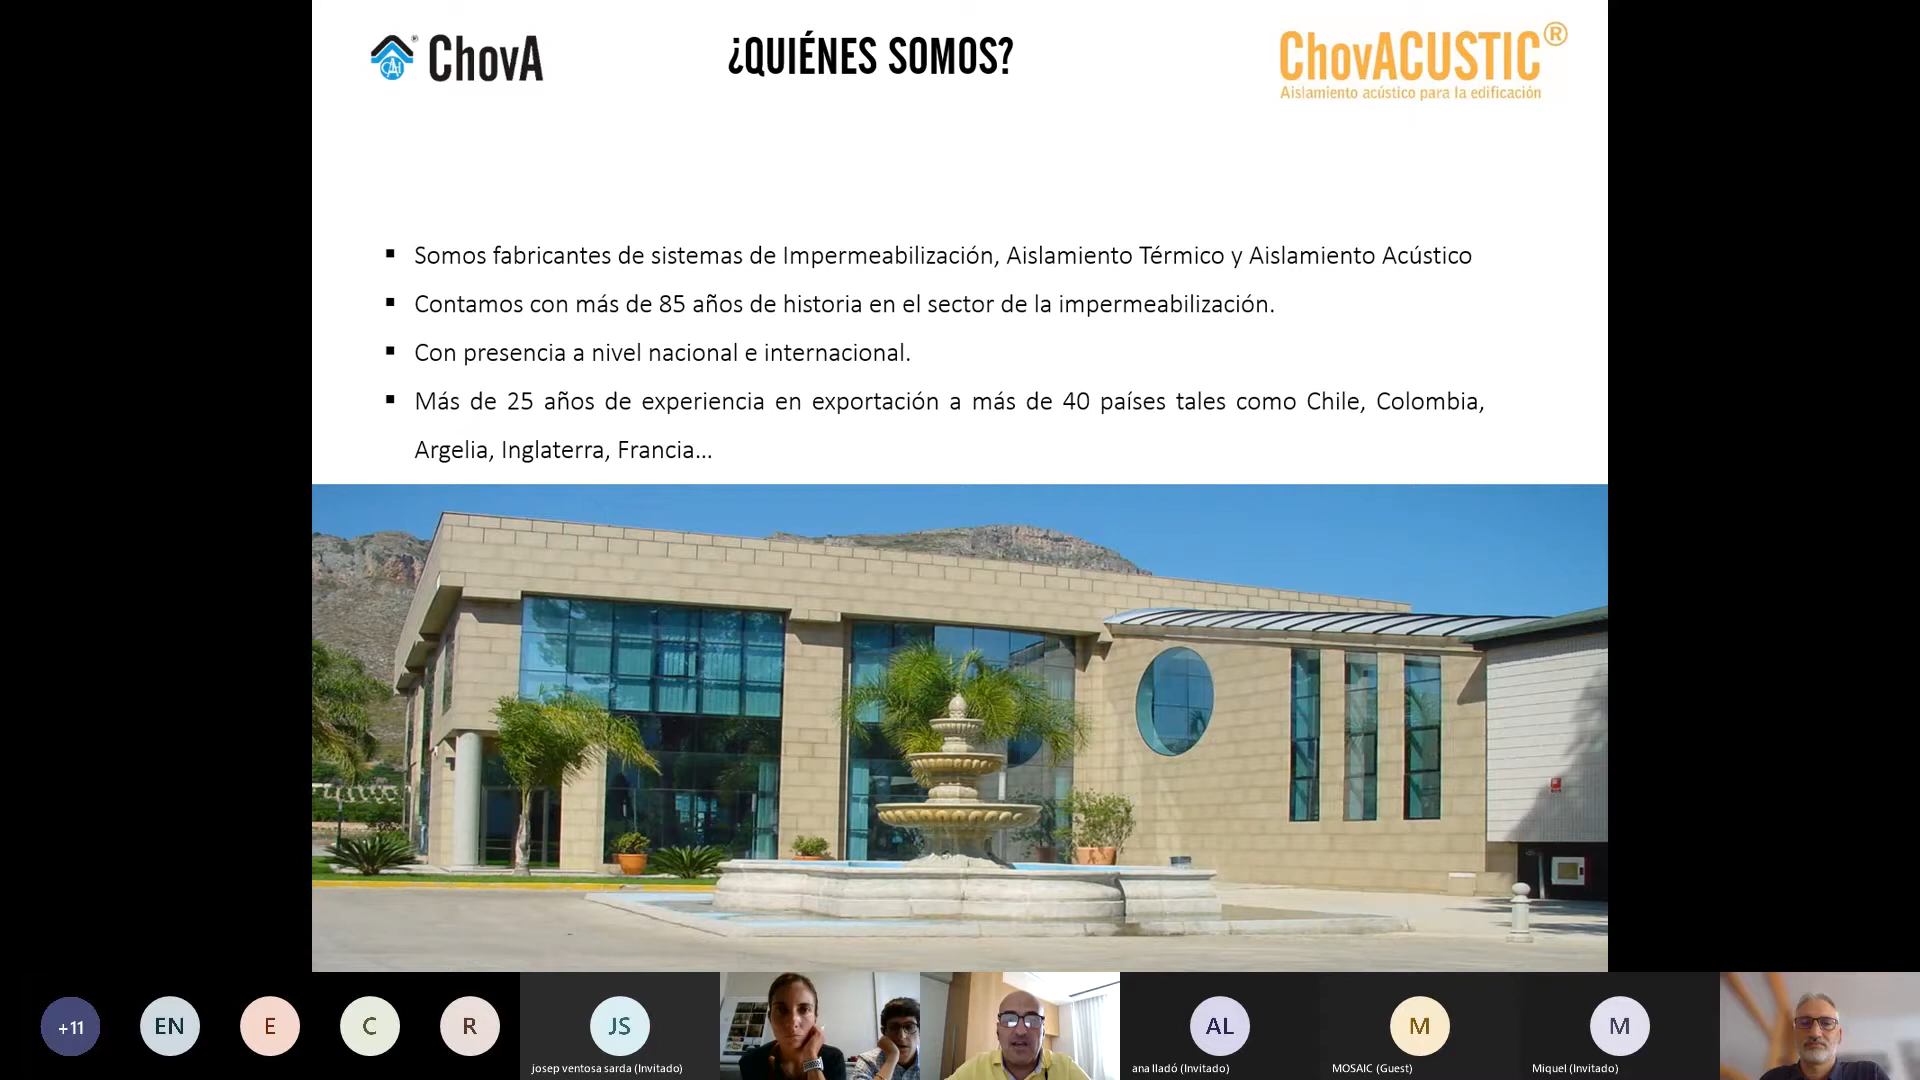 ChovA
¿QUIÉNES SOMOS?
ChovACUSTIC®
Aislamiento acústico para la edificación
▪ Somos fabricantes de sistemas de Impermeabilización, Aislamiento Térmico y Aislamiento Acústico
▪ Contamos con más de 85 años de historia en el sector de la impermeabilización.
▪ Con presencia a nivel nacional e internacional.
▪ Más de 25 años de experiencia en exportación a más de 40 países tales como Chile, Colombia,
Argelia, Inglaterra, Francia...
+11
EN
E
C
R
JS
josep ventosa sarda (Invitado)
AL
ana lladó (Invitado)
M
MOSAIC (Guest)
M
Miquel (Invitado)